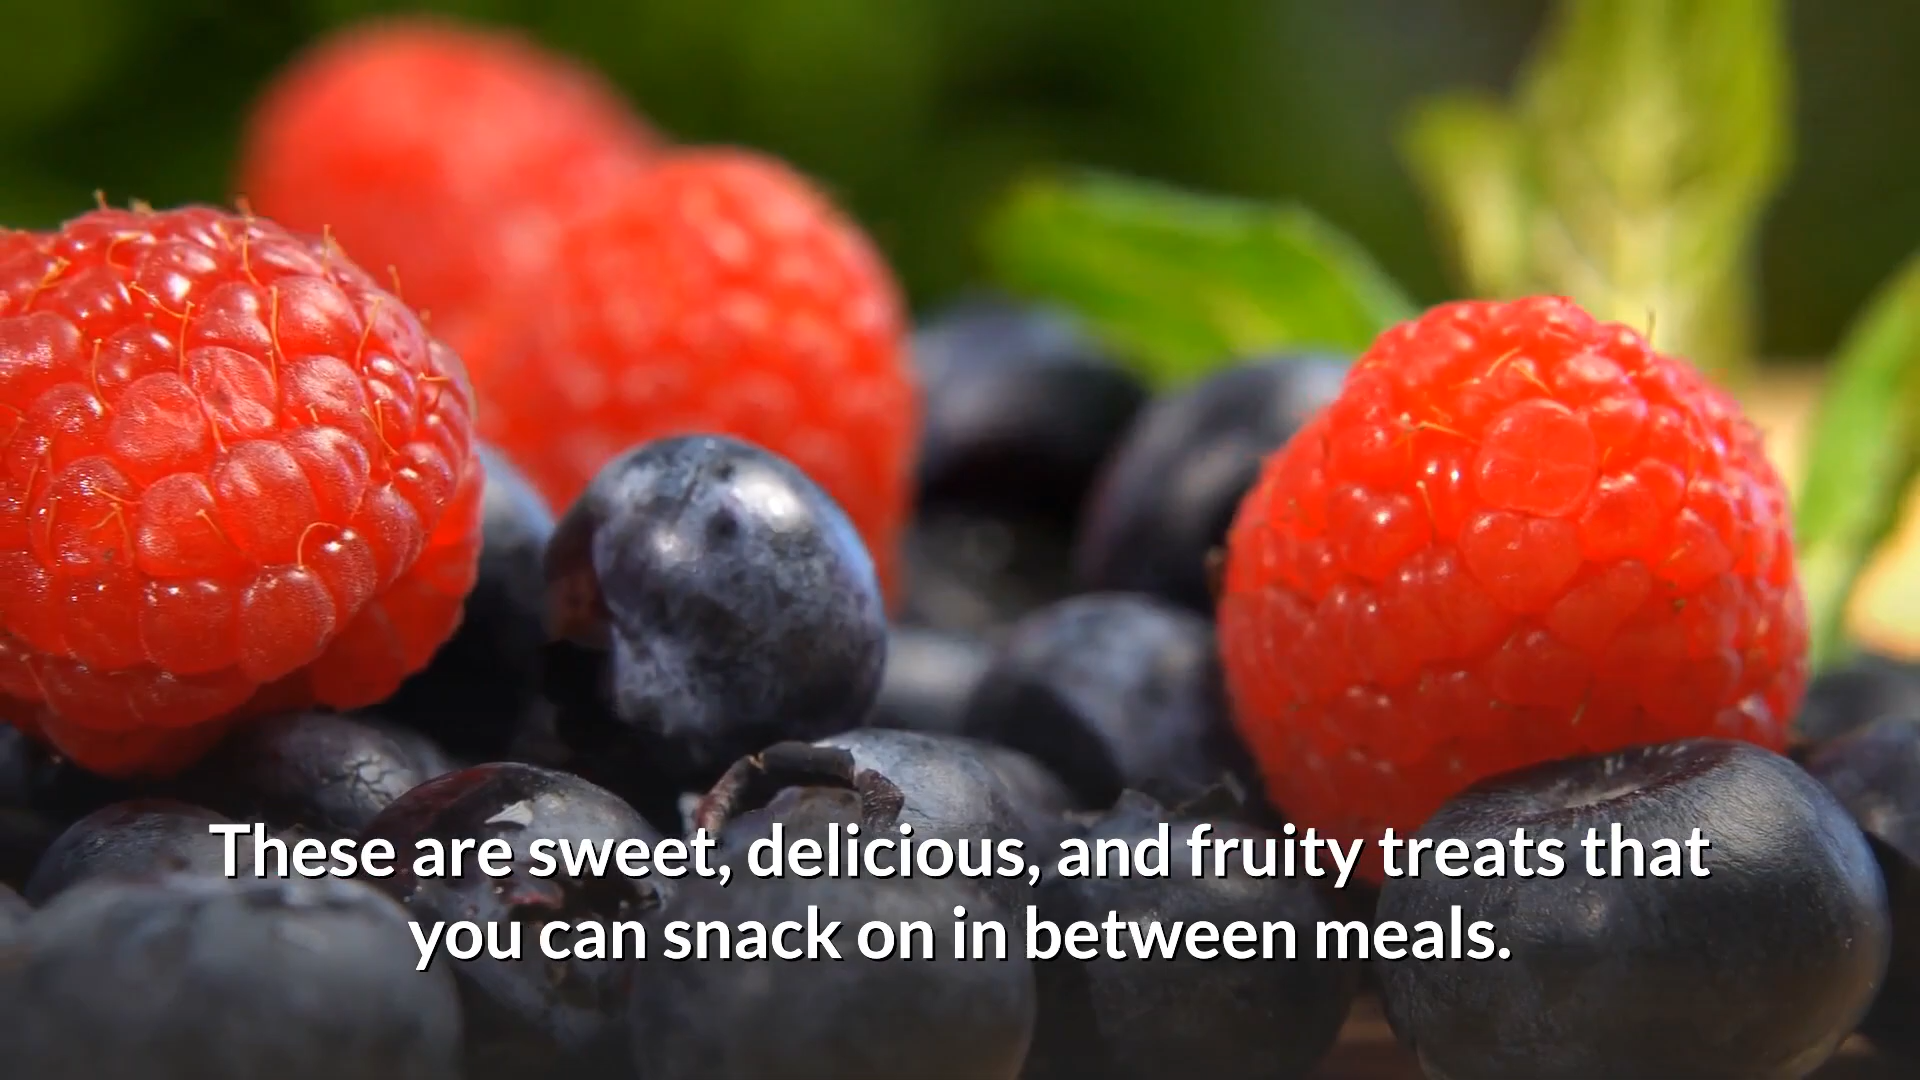 These are sweet, delicious, and fruity treats that
you can snack on in between meals.